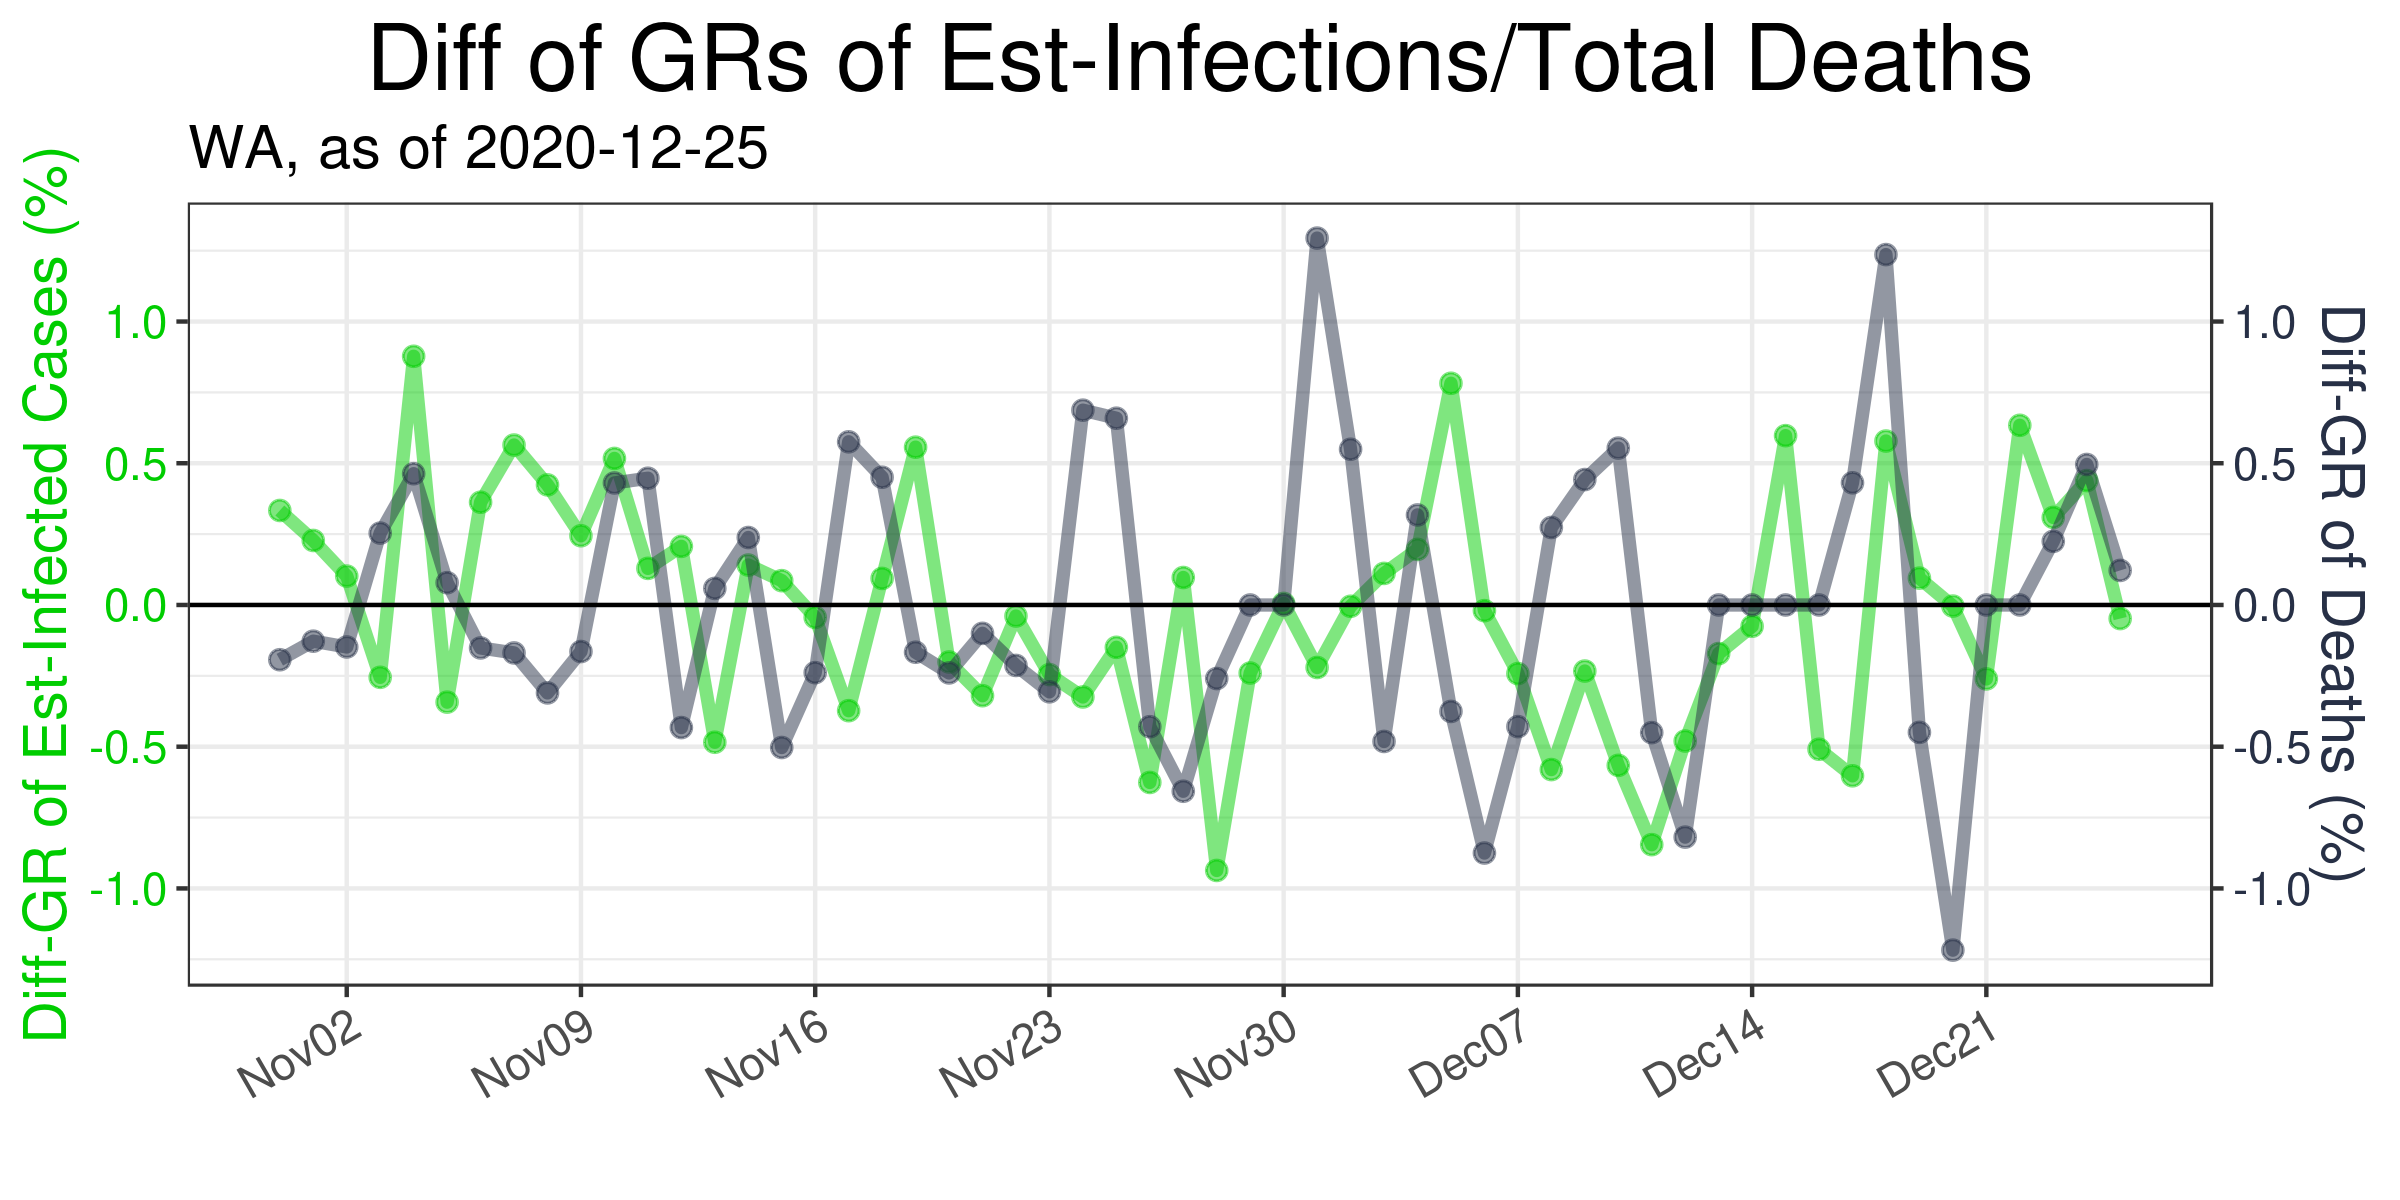 Diff of GRs of Est-Infections/Total Deaths
WA, as of 2020-12-25
Diff-GR of Est-Infected Cases (%)
1.0
0.5
0.0
-0.5
-1.0
1.0
0.5
0.0
-0.5
-1.0
Diff-GR of Deaths (%)
Nov02
Nov09
Nov16
Nov23
Nov30
Dec07
Dec14
Dec21